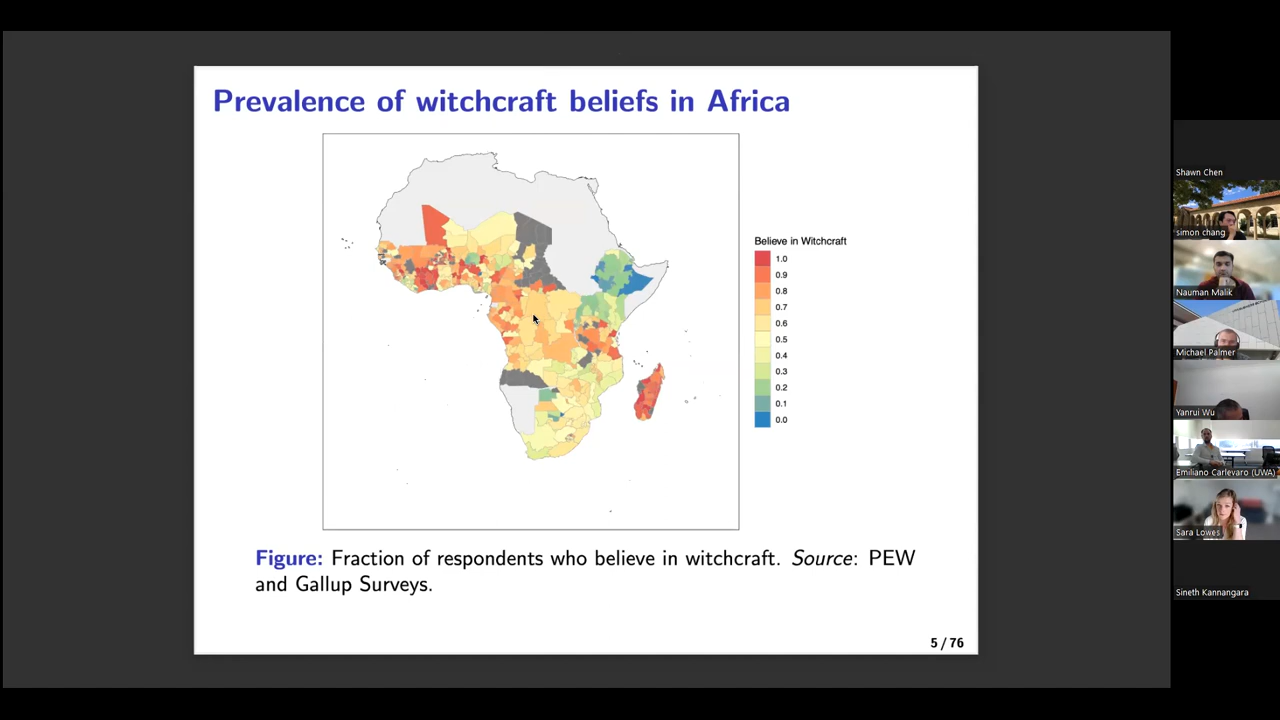 Prevalence of witchcraft beliefs in Africa
Believe in Witchcraft
1.0
0.9
0.8
0.7
0.6
0.5
0.4
0.3
0.2
0.1
0.0
Figure: Fraction of respondents who believe in witchcraft. Source: PEW
and Gallup Surveys.
5 / 76
Shawn Chen
simon chang
Nauman Malik
Michael Palmer
Yanrui Wu
Emiliano Carlevaro (UWA)
Sara Lowes
Sineth Kannangara